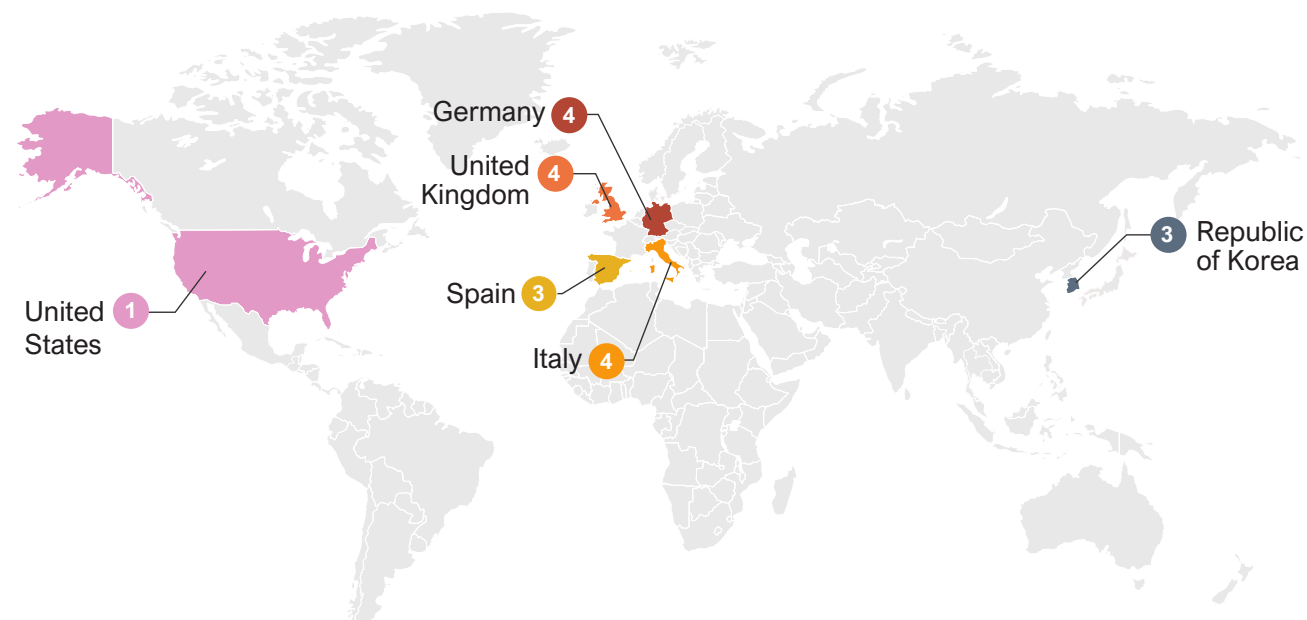 Germany 4
United 4
Kingdom
3 Republic
of Korea
Spain 3
United 1
States
Italy 4